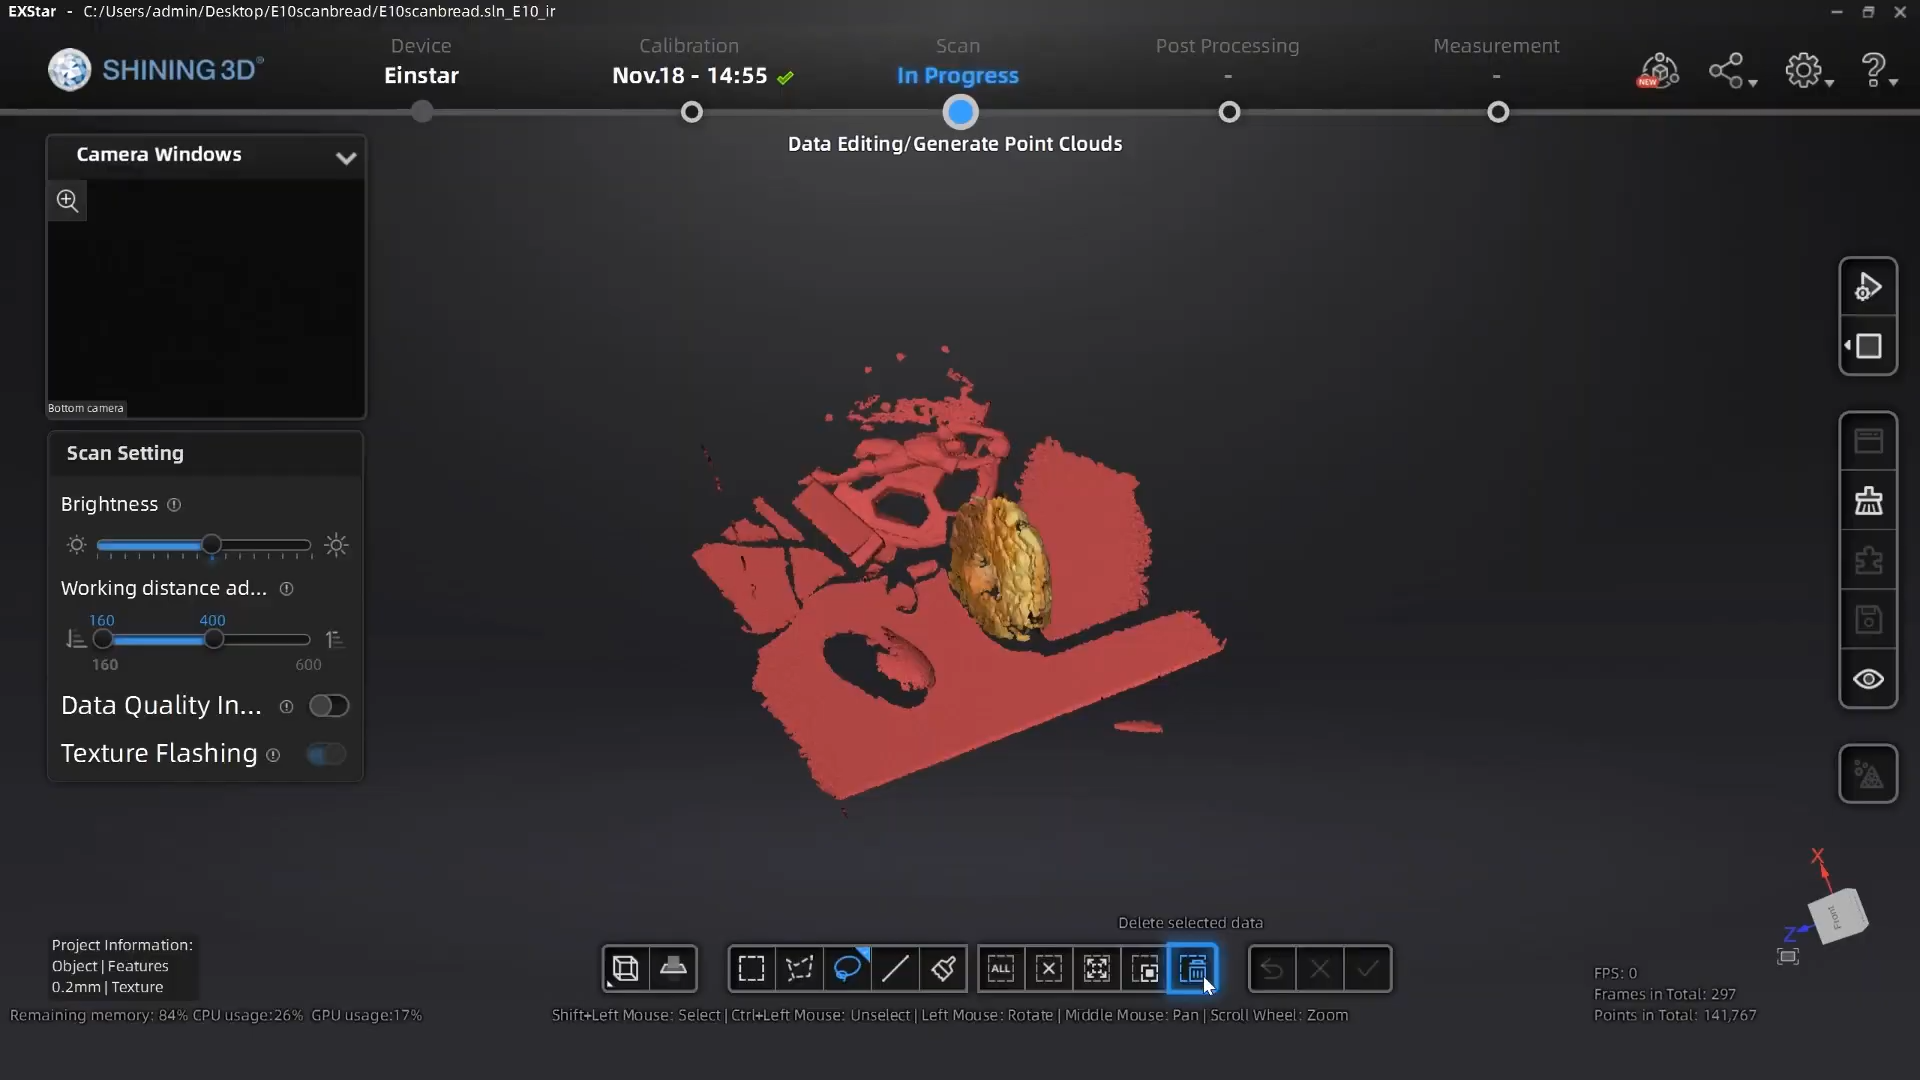 EXStar - C:/Users/admin/Desktop/E10scanbread/E10scanbread.sln_E10_ir
SHINING 3D®
Device
Einstar
Calibration
Nov.18 - 14:55
Scan
In Progress
Post Processing
-
Measurement
-
NEW
Data Editing/Generate Point Clouds
Camera Windows
Bottom camera
Scan Setting
Brightness
Working distance ad...
160 400
160 600
Data Quality In...
Texture Flashing
Delete selected data
ALL
Project Information:
Object | Features
0.2mm | Texture
Remaining memory: 84% CPU usage:26% GPU usage:17%
Shift+Left Mouse: Select | Ctrl+Left Mouse: Unselect | Left Mouse: Rotate | Middle Mouse: Pan | Scroll Wheel: Zoom
X
Z
Front
FPS: 0
Frames in Total: 297
Points in Total: 141,767